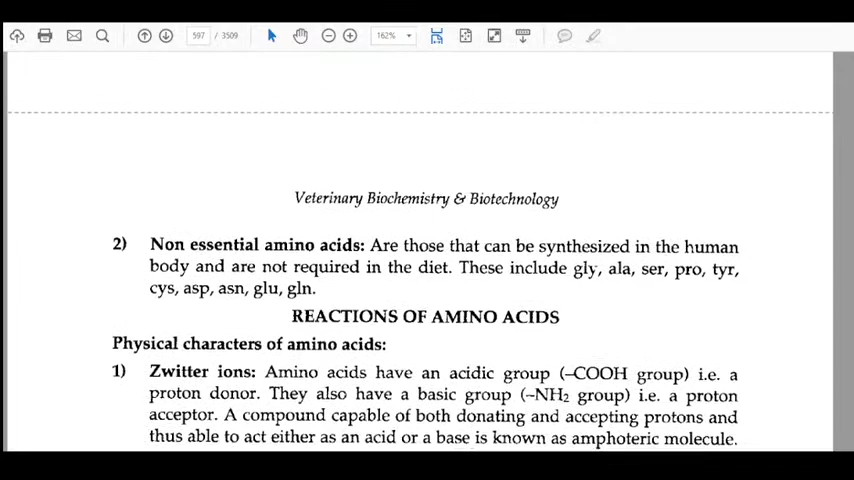 597 / 3509 162%
Veterinary Biochemistry & Biotechnology
2) Non essential amino acids: Are those that can be synthesized in the human
body and are not required in the diet. These include gly, ala, ser, pro, tyr,
cys, asp, asn, glu, gln.
REACTIONS OF AMINO ACIDS
Physical characters of amino acids:
1) Zwitter ions: Amino acids have an acidic group (–COOH group) i.e. a
proton donor. They also have a basic group (–NH₂ group) i.e. a proton
acceptor. A compound capable of both donating and accepting protons and
thus able to act either as an acid or a base is known as amphoteric molecule.